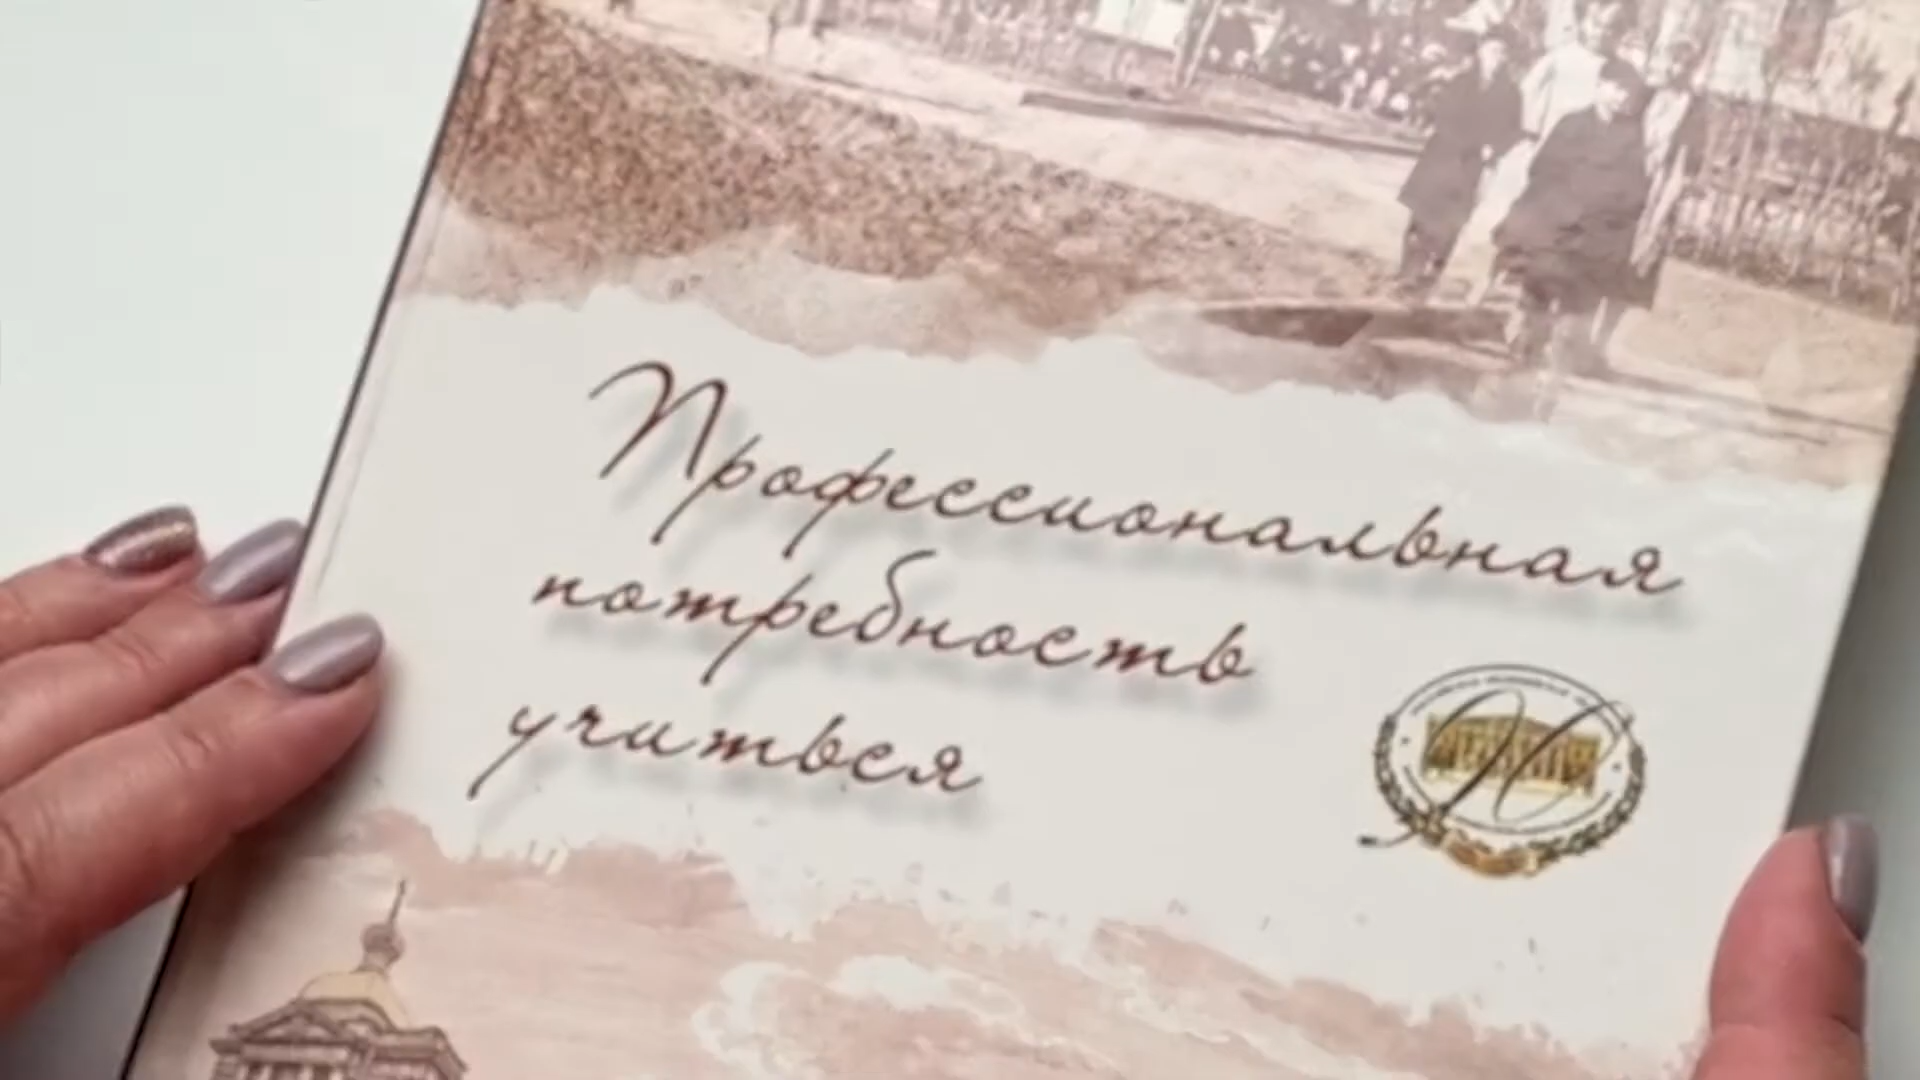 Профессиональная
потребность
учиться